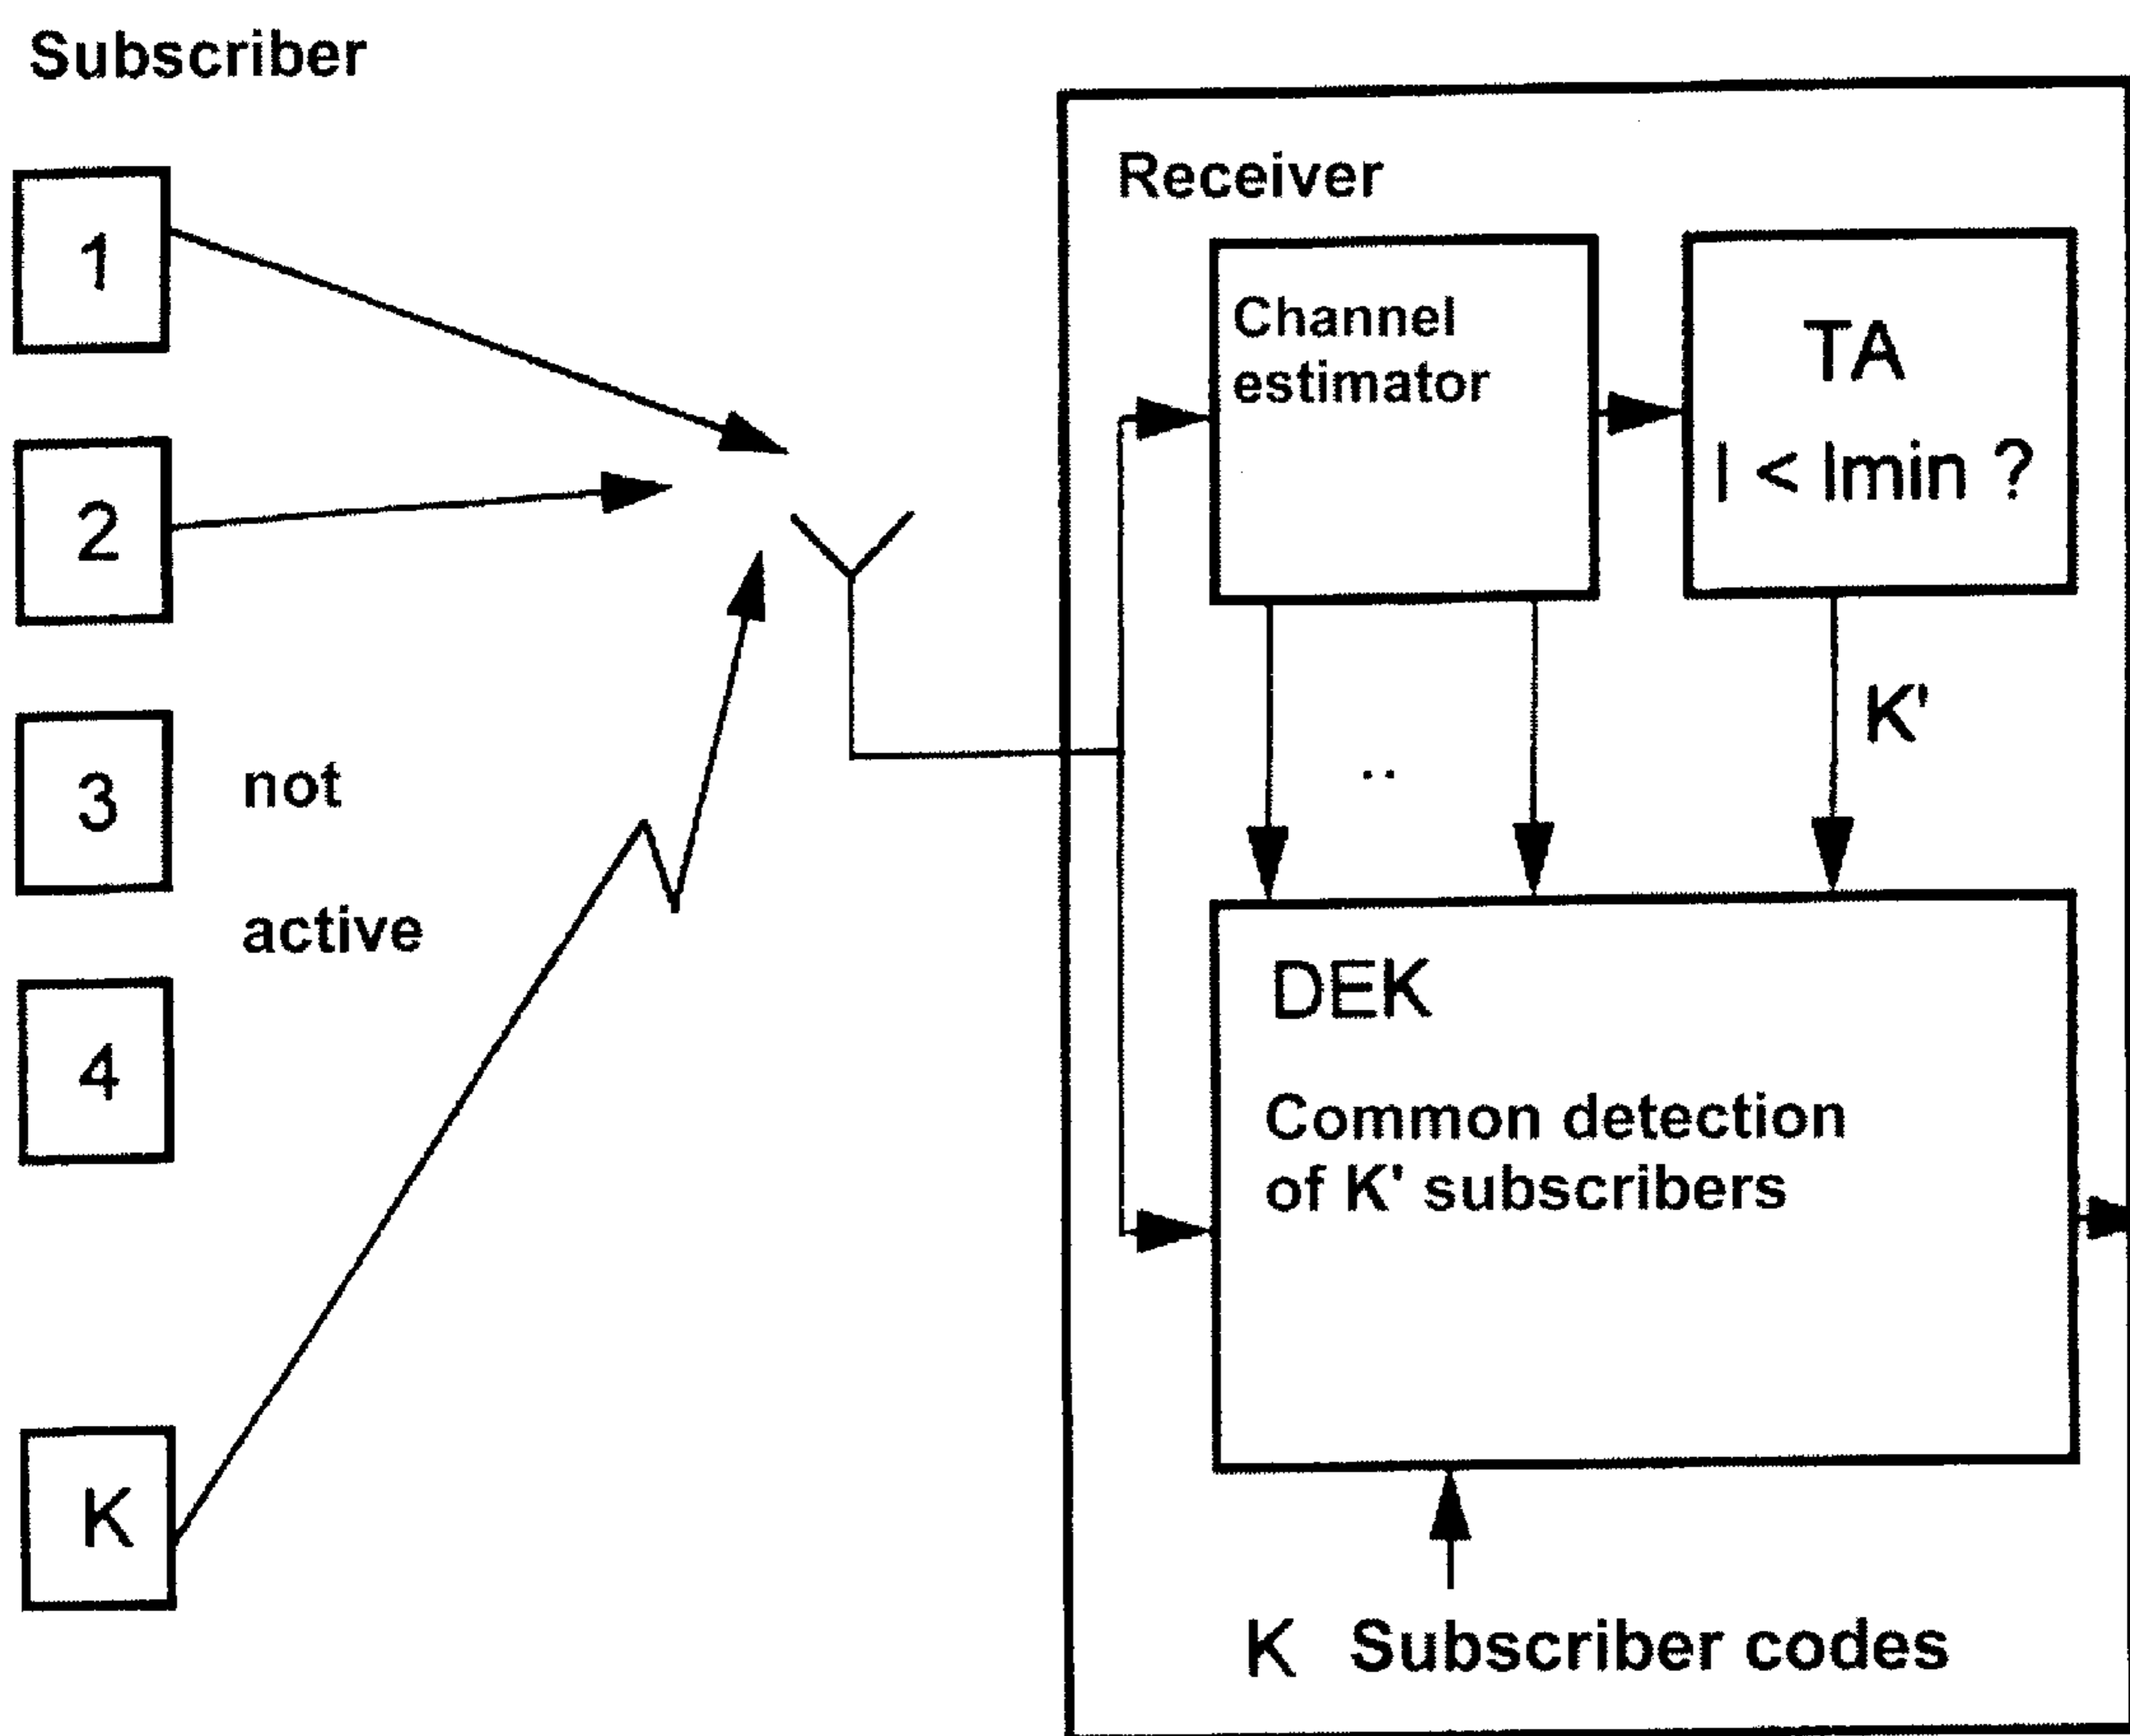 Subscriber
1
2
3
not
active
4
K
Receiver
Channel
estimator
TA
I < Imin ?
K'
..
DEK
Common detection
of K' subscribers
K Subscriber codes